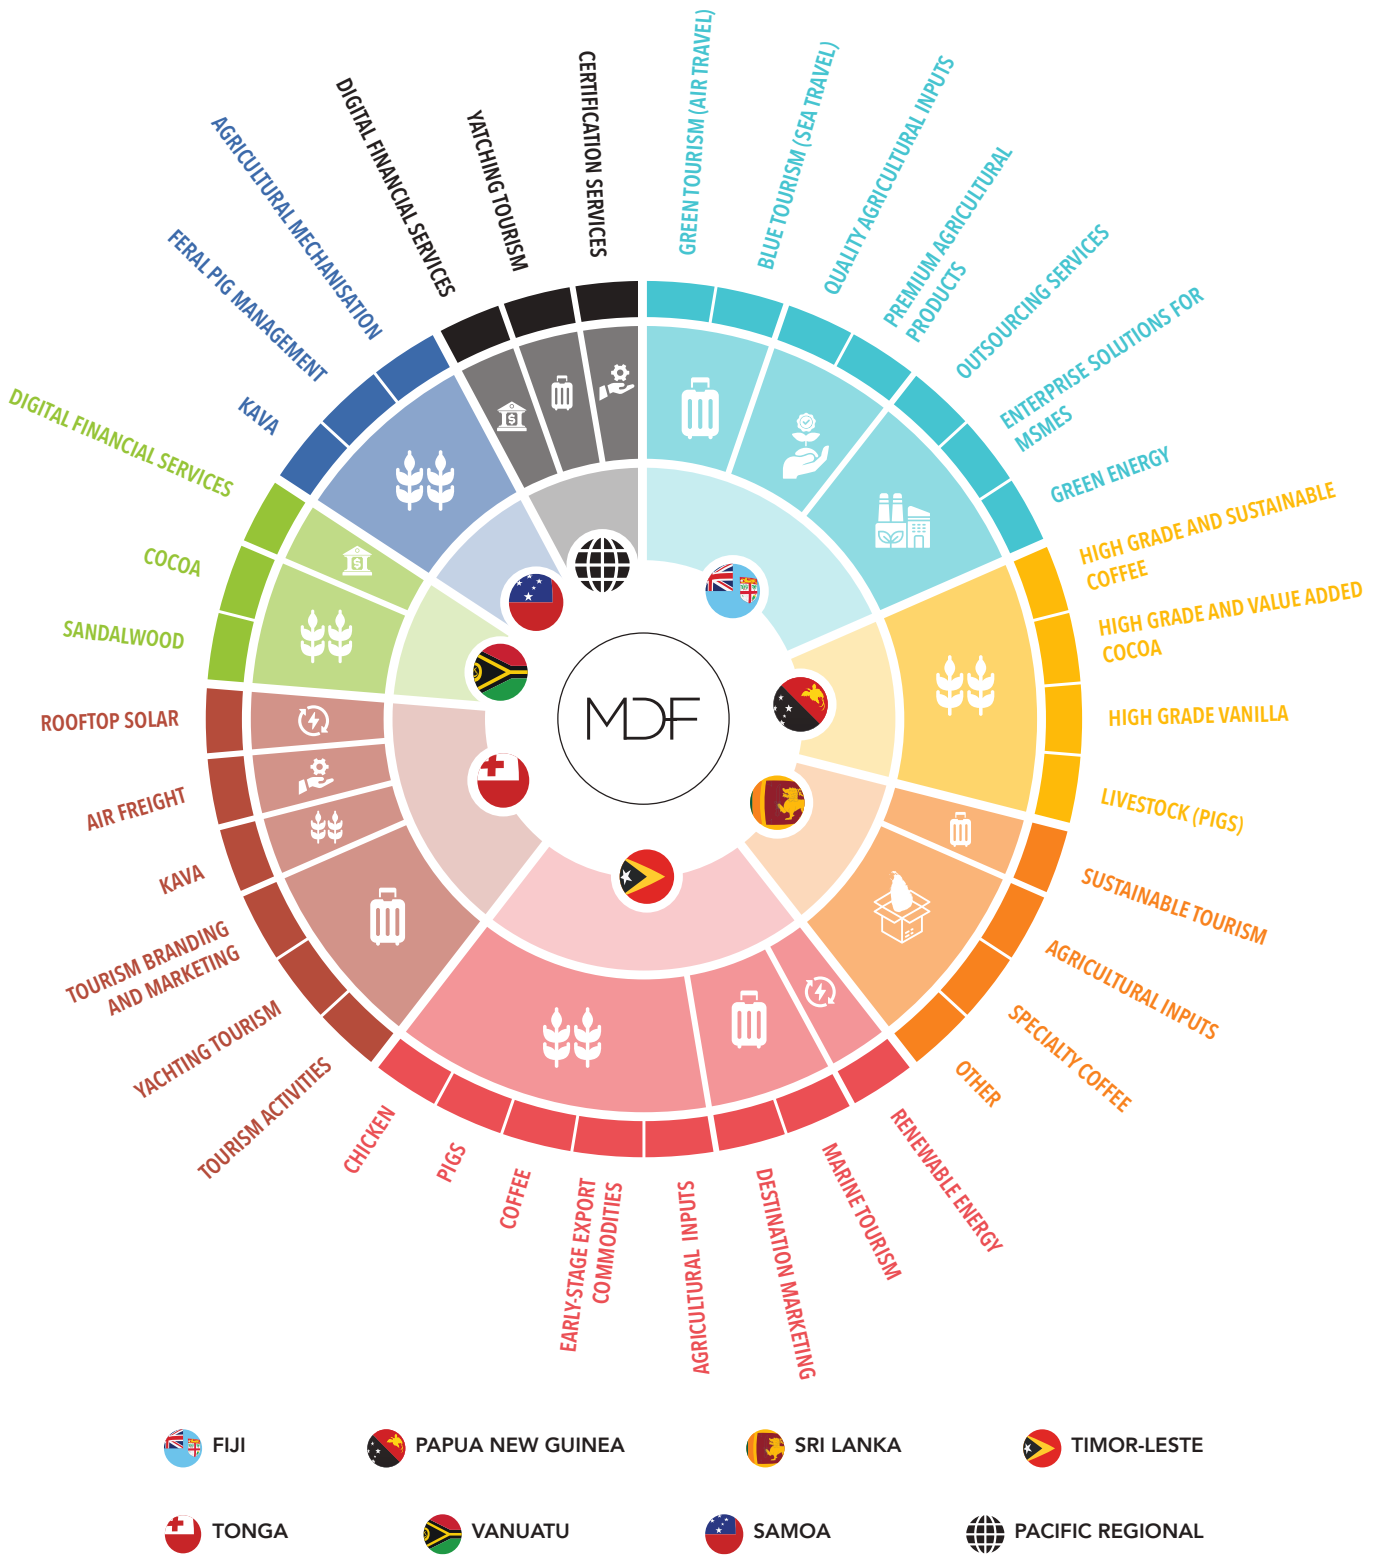 CERTIFICATION SERVICES
GREEN TOURISM (AIR TRAVEL)
BLUE TOURISM (SEA TRAVEL)
QUALITY AGRICULTURAL INPUTS
PREMIUM AGRICULTURAL
PRODUCTS
OUTSOURCING SERVICES
ENTERPRISE SOLUTIONS FOR
MSMES
GREEN ENERGY
HIGH GRADE AND SUSTAINABLE
COFFEE
HIGH GRADE AND VALUE ADDED
COCOA
HIGH GRADE VANILLA
LIVESTOCK (PIGS)
SUSTAINABLE TOURISM
AGRICULTURAL INPUTS
SPECIALTY COFFEE
OTHER
RENEWABLE ENERGY
MARINE TOURISM
DESTINATION MARKETING
AGRICULTURAL INPUTS
EARLY-STAGE EXPORT
COMMODITIES
COFFEE
PIGS
CHICKEN
TOURISM ACTIVITIES
YACHTING TOURISM
TOURISM BRANDING
AND MARKETING
KAVA
AIR FREIGHT
ROOFTOP SOLAR
SANDALWOOD
COCOA
DIGITAL FINANCIAL SERVICES
KAVA
FERAL PIG MANAGEMENT
AGRICULTURAL MECHANISATION
DIGITAL FINANCIAL SERVICES
YATCHING TOURISM
MDF
FIJI
PAPUA NEW GUINEA
SRI LANKA
TIMOR-LESTE
TONGA
VANUATU
SAMOA
PACIFIC REGIONAL